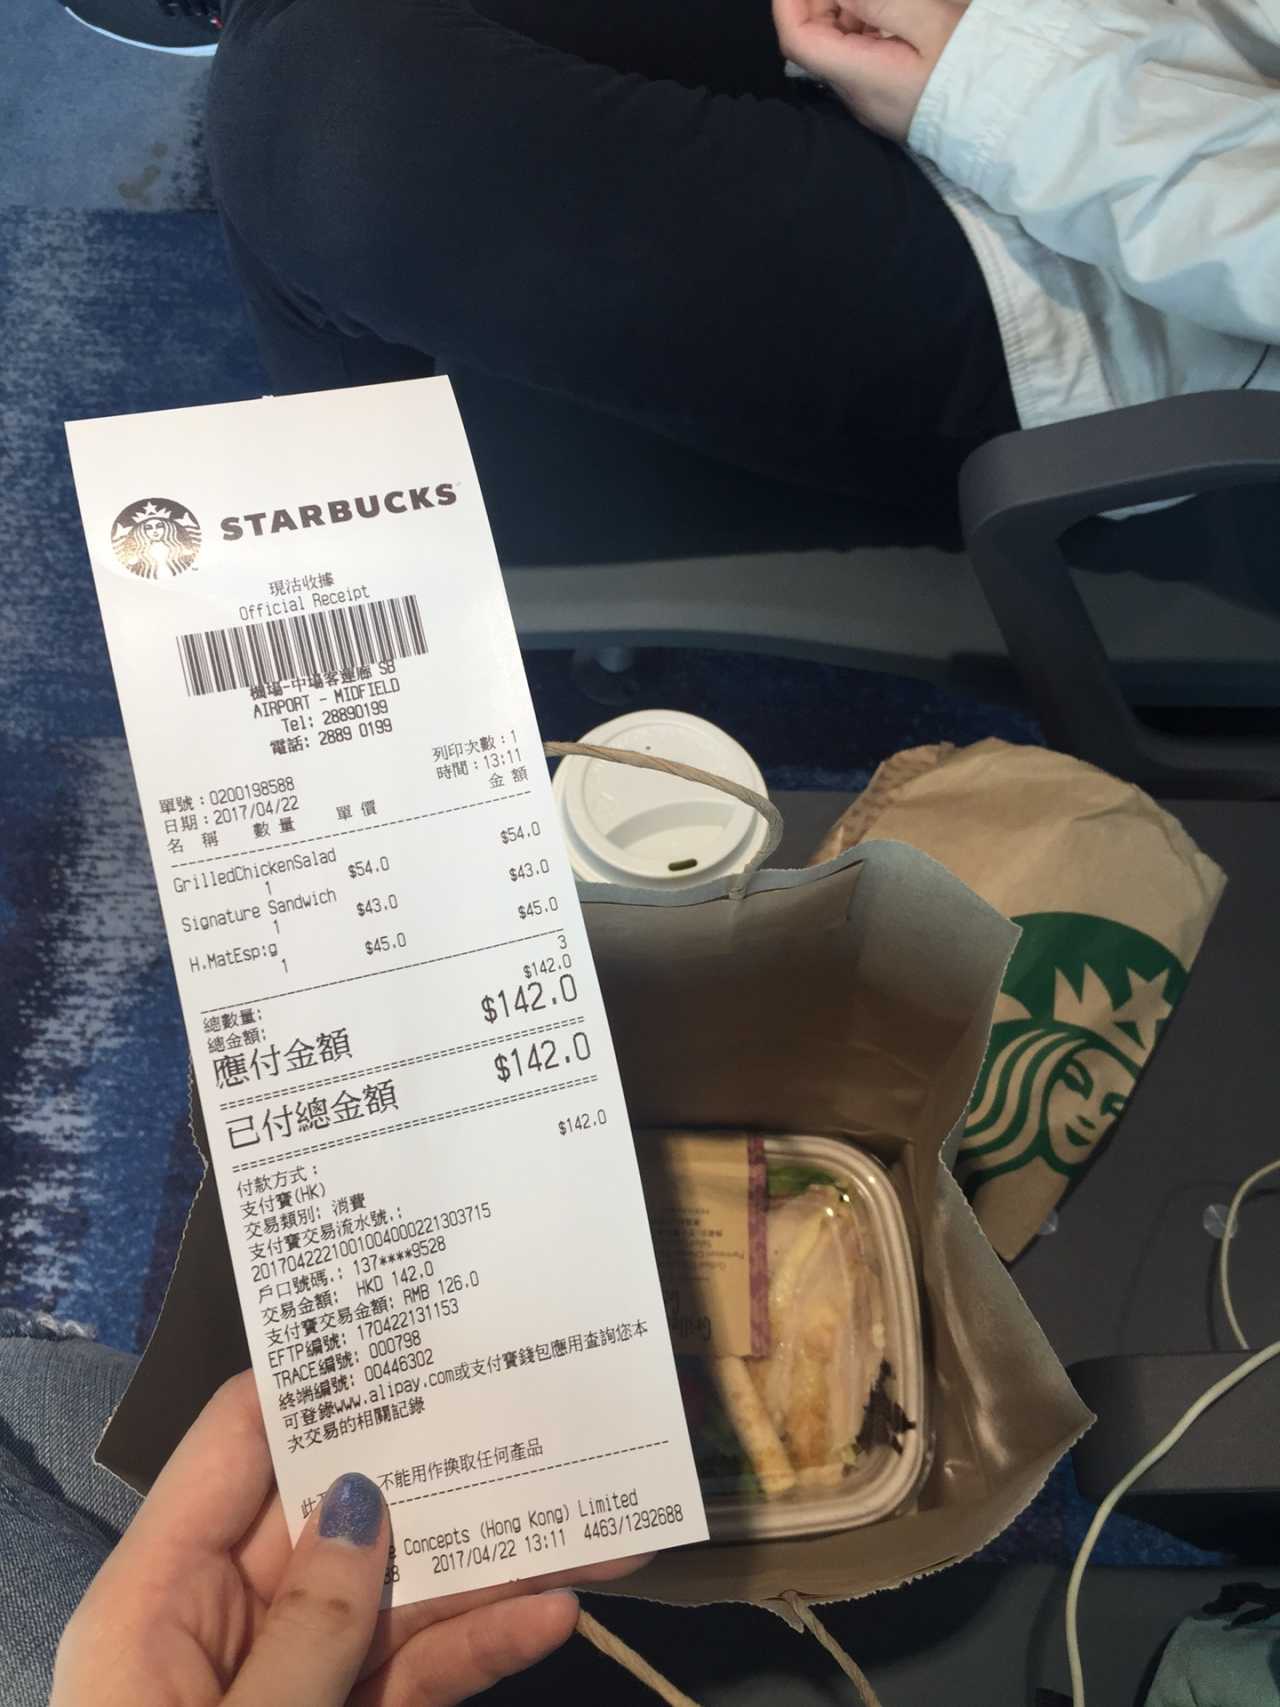 STARBUCKS
現沽收據
Official Receipt
機場-中場客運廊 SB
AIRPORT - MIDFIELD
Tel: 28890199
電話: 2889 0199
單號：0200198588 列印次數：1
日期：2017/04/22 時間：13:11
名 稱 數 量 單 價 金 額
GrilledChickenSalad
1 $54.0 $54.0
Signature Sandwich
1 $43.0 $43.0
H.MatEsp:g
1 $45.0 $45.0
總數量: 3
總金額: $142.0
應付金額 $142.0
已付總金額 $142.0
付款方式： $142.0
支付寶(HK)
交易類別: 消費
支付寶交易流水號.:
2017042221001004000221303715
戶口號碼.: 137****9528
交易金額: HKD 142.0
支付寶交易金額: RMB 126.0
EFTP編號: 170422131153
TRACE編號: 000798
終端編號: 00446302
可登錄www.alipay.com或支付寶錢包應用查詢您本
次交易的相關記錄
此 不能用作換取任何產品
Concepts (Hong Kong) Limited
88 2017/04/22 13:11 4463/1292688